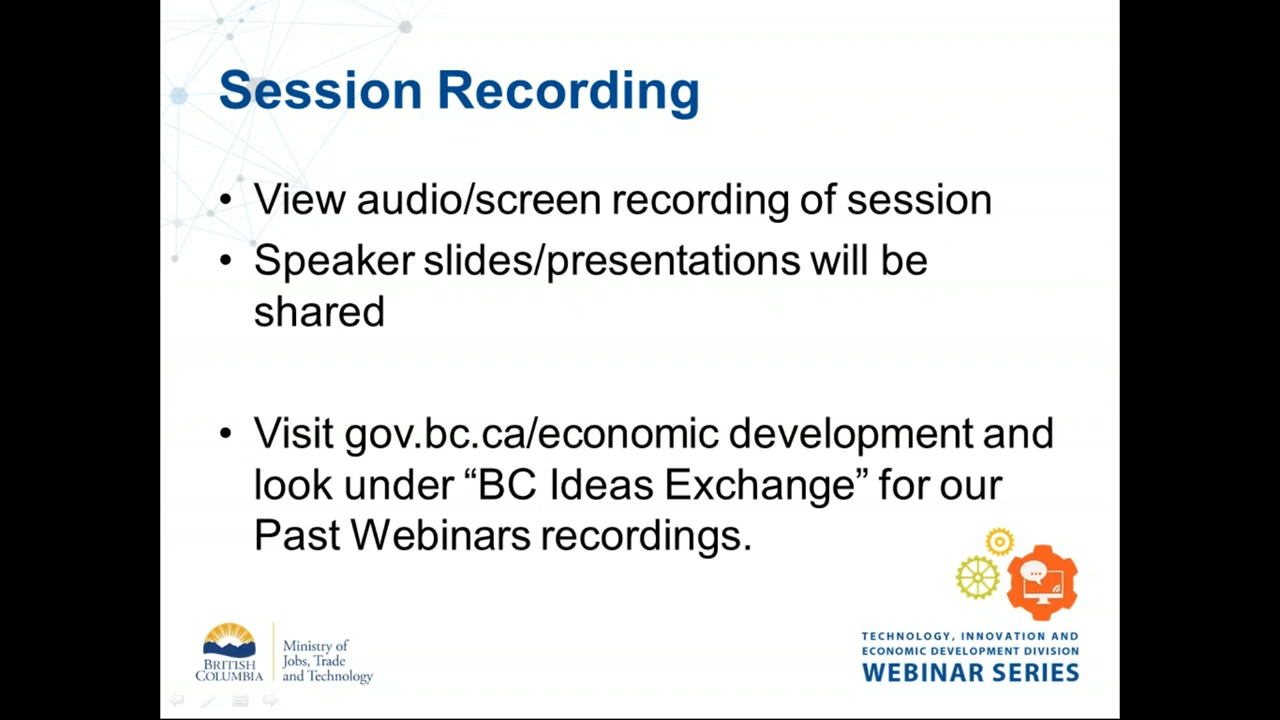 Session Recording
• View audio/screen recording of session
• Speaker slides/presentations will be
shared
• Visit gov.bc.ca/economic development and
look under “BC Ideas Exchange” for our
Past Webinars recordings.
BRITISH
COLUMBIA
Ministry of
Jobs, Trade
and Technology
TECHNOLOGY, INNOVATION AND
ECONOMIC DEVELOPMENT DIVISION
WEBINAR SERIES